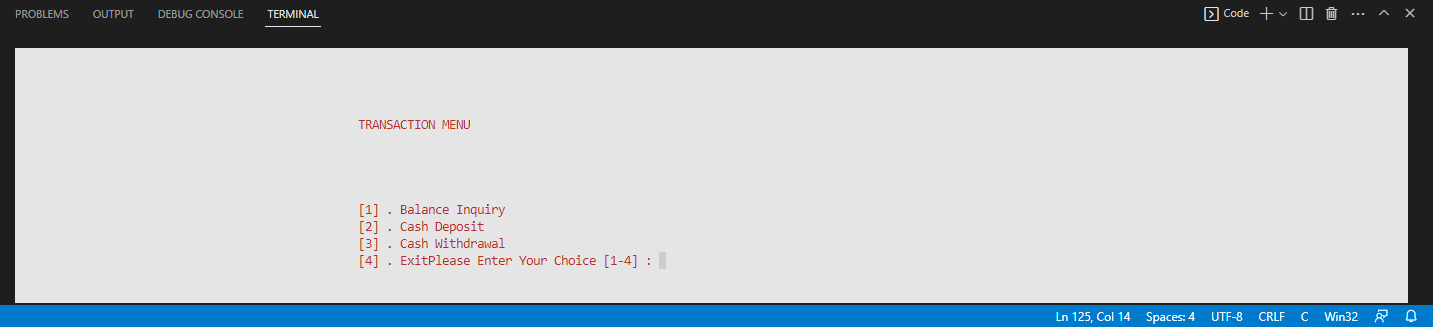 PROBLEMS OUTPUT DEBUG CONSOLE TERMINAL Code
TRANSACTION MENU
[1] . Balance Inquiry
[2] . Cash Deposit
[3] . Cash Withdrawal
[4] . ExitPlease Enter Your Choice [1-4] :
Ln 125, Col 14 Spaces: 4 UTF-8 CRLF C Win32